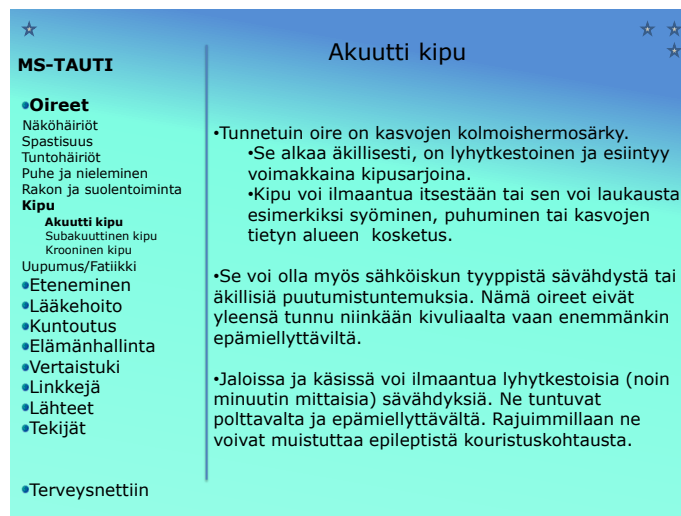 MS-TAUTI
•Oireet
Näköhäiriöt
Spastisuus
Tuntohäiriöt
Puhe ja nieleminen
Rakon ja suolentoiminta
Kipu
Akuutti kipu
Subakuuttinen kipu
Krooninen kipu
Uupumus/Fatiikki
•Eteneminen
•Lääkehoito
•Kuntoutus
•Elämänhallinta
•Vertaistuki
•Linkkejä
•Lähteet
•Tekijät
•Terveysnettiin
Akuutti kipu
•Tunnetuin oire on kasvojen kolmoishermosärky.
•Se alkaa äkillisesti, on lyhytkestoinen ja esiintyy
voimakkaina kipusarjoina.
•Kipu voi ilmaantua itsestään tai sen voi laukausta
esimerkiksi syöminen, puhuminen tai kasvojen
tietyn alueen kosketus.
•Se voi olla myös sähköiskun tyyppistä sävähdystä tai
äkillisiä puutumistuntemuksia. Nämä oireet eivät
yleensä tunnu niinkään kivuliaalta vaan enemmänkin
epämiellyttäviltä.
•Jaloissa ja käsissä voi ilmaantua lyhytkestoisia (noin
minuutin mittaisia) sävähdyksiä. Ne tuntuvat
polttavalta ja epämiellyttävältä. Rajuimmillaan ne
voivat muistuttaa epileptistä kouristuskohtausta.